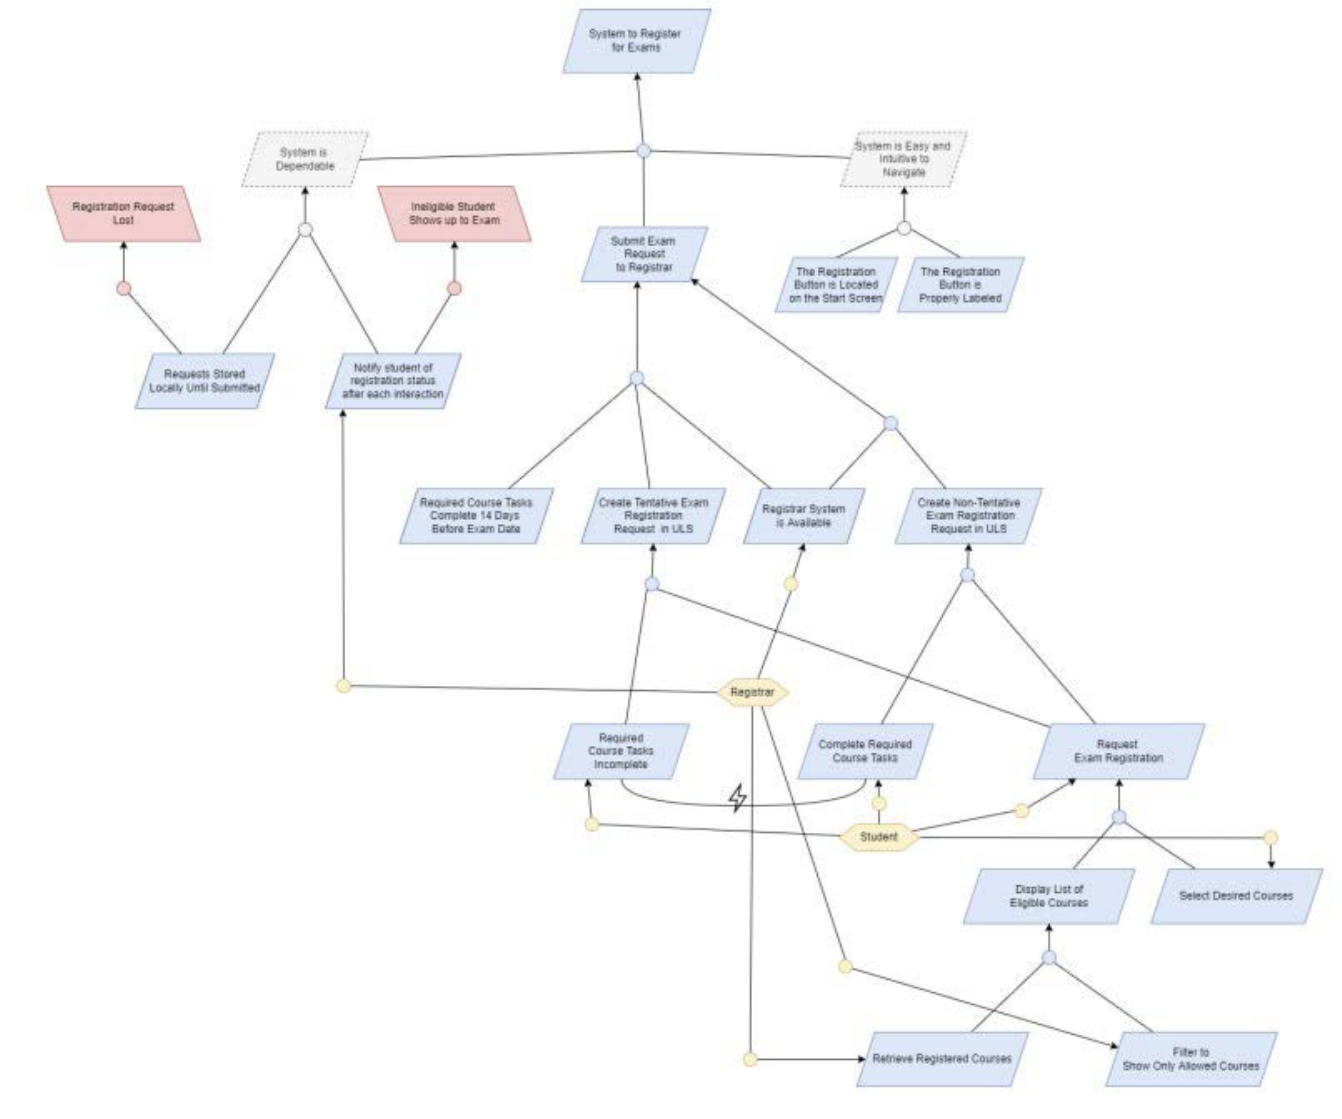 System to Register
for Exams
System is
Dependable
System is Easy and
Intuitive to
Navigate
Registration Request
Lost
Ineligible Student
Shows up to Exam
Submit Exam
Request
to Registrar
The Registration
Button is Located
on the Start Screen
The Registration
Button is
Properly Labeled
Requests Stored
Locally Until Submitted
Notify student of
registration status
after each interaction
Required Course Tasks
Complete 14 Days
Before Exam Date
Create Tentative Exam
Registration
Request in ULS
Registrar System
is Available
Create Non-Tentative
Exam Registration
Request in ULS
Registrar
Required
Course Tasks
Incomplete
Complete Required
Course Tasks
Request
Exam Registration
Student
Display List of
Eligible Courses
Select Desired Courses
Retrieve Registered Courses
Filter to
Show Only Allowed Courses